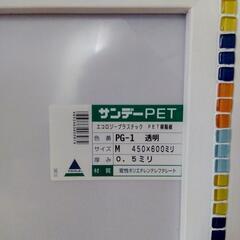 サンデーPET
エコロジープラスチック PET樹脂板
色番 PG-1 透明
サイズ M 450×600ミリ
厚み 0.5ミリ
材質 変性ポリエチレンテレフタレート